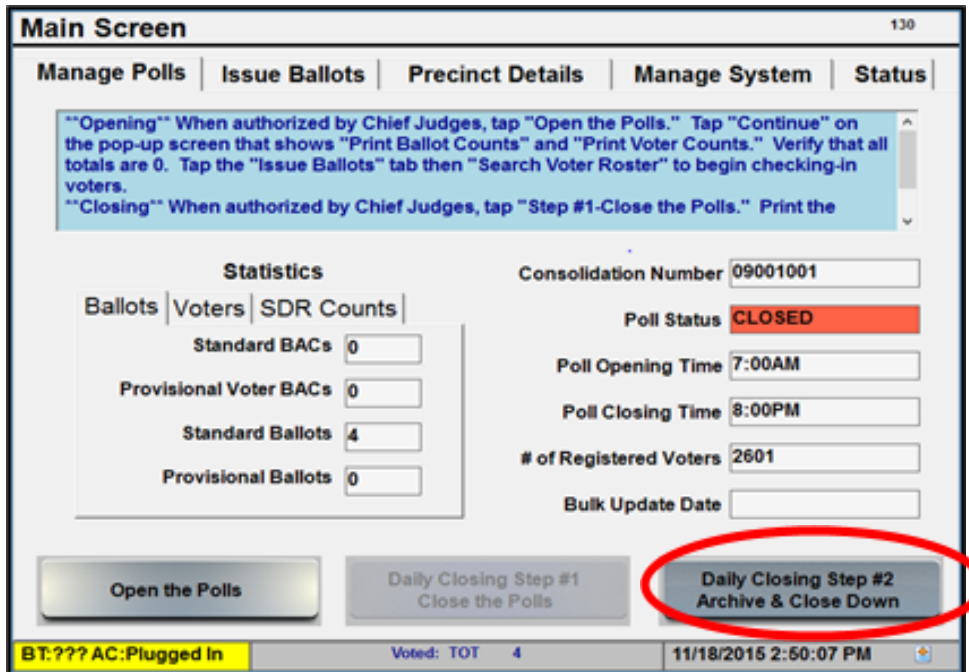 Main Screen
130
Manage Polls
Issue Ballots
Precinct Details
Manage System
Status
**Opening** When authorized by Chief Judges, tap "Open the Polls." Tap "Continue" on
the pop-up screen that shows "Print Ballot Counts" and "Print Voter Counts." Verify that all
totals are 0. Tap the "Issue Ballots" tab then "Search Voter Roster" to begin checking-in
voters.
**Closing** When authorized by Chief Judges, tap "Step #1-Close the Polls." Print the
Statistics
Ballots
Voters
SDR Counts
Standard BACs 0
Provisional Voter BACs 0
Standard Ballots 4
Provisional Ballots 0
Consolidation Number 09001001
Poll Status CLOSED
Poll Opening Time 7:00AM
Poll Closing Time 8:00PM
# of Registered Voters 2601
Bulk Update Date
Open the Polls
Daily Closing Step #1
Close the Polls
Daily Closing Step #2
Archive & Close Down
BT:??? AC:Plugged In
Voted: TOT 4
11/18/2015 2:50:07 PM